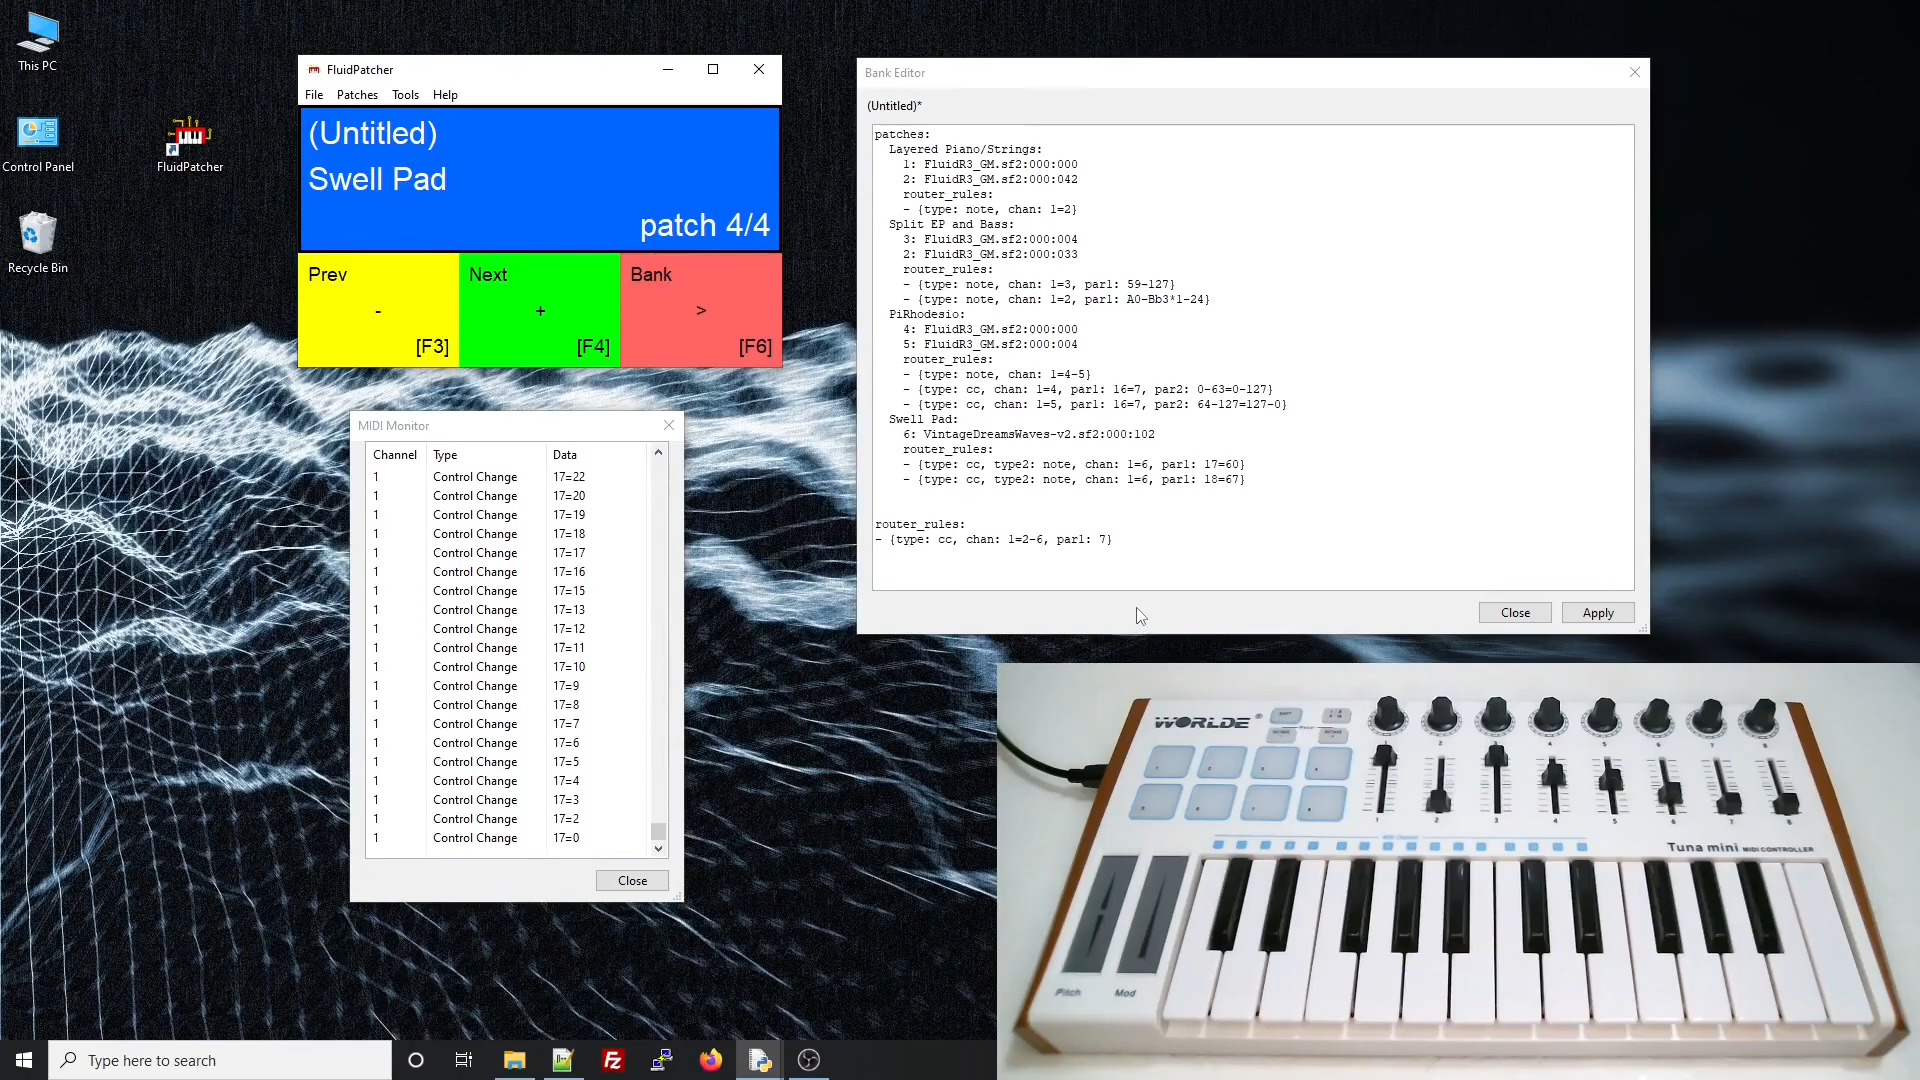 This PC
Control Panel
FluidPatcher
Recycle Bin
FluidPatcher
File Patches Tools Help
(Untitled)
Swell Pad
patch 4/4
Prev
-
[F3]
Next
+
[F4]
Bank
>
[F6]
MIDI Monitor
Channel Type Data
1 Control Change 17=22
1 Control Change 17=20
1 Control Change 17=19
1 Control Change 17=18
1 Control Change 17=17
1 Control Change 17=16
1 Control Change 17=15
1 Control Change 17=13
1 Control Change 17=12
1 Control Change 17=11
1 Control Change 17=10
1 Control Change 17=9
1 Control Change 17=8
1 Control Change 17=7
1 Control Change 17=6
1 Control Change 17=5
1 Control Change 17=4
1 Control Change 17=3
1 Control Change 17=2
1 Control Change 17=0
Close
Bank Editor
(Untitled)*
patches:
Layered Piano/Strings:
1: FluidR3_GM.sf2:000:000
2: FluidR3_GM.sf2:000:042
router_rules:
- {type: note, chan: 1=2}
Split EP and Bass:
3: FluidR3_GM.sf2:000:004
2: FluidR3_GM.sf2:000:033
router_rules:
- {type: note, chan: 1=3, par1: 59-127}
- {type: note, chan: 1=2, par1: A0-Bb3*1-24}
PiRhodesio:
4: FluidR3_GM.sf2:000:000
5: FluidR3_GM.sf2:000:004
router_rules:
- {type: note, chan: 1=4-5}
- {type: cc, chan: 1=4, par1: 16=7, par2: 0-63=0-127}
- {type: cc, chan: 1=5, par1: 16=7, par2: 64-127=127-0}
Swell Pad:
6: VintageDreamsWaves-v2.sf2:000:102
router_rules:
- {type: cc, type2: note, chan: 1=6, par1: 17=60}
- {type: cc, type2: note, chan: 1=6, par1: 18=67}
router_rules:
- {type: cc, chan: 1=2-6, par1: 7}
Close Apply
WORLDE
Tuna mini MIDI CONTROLLER
Pitch Mod
Type here to search